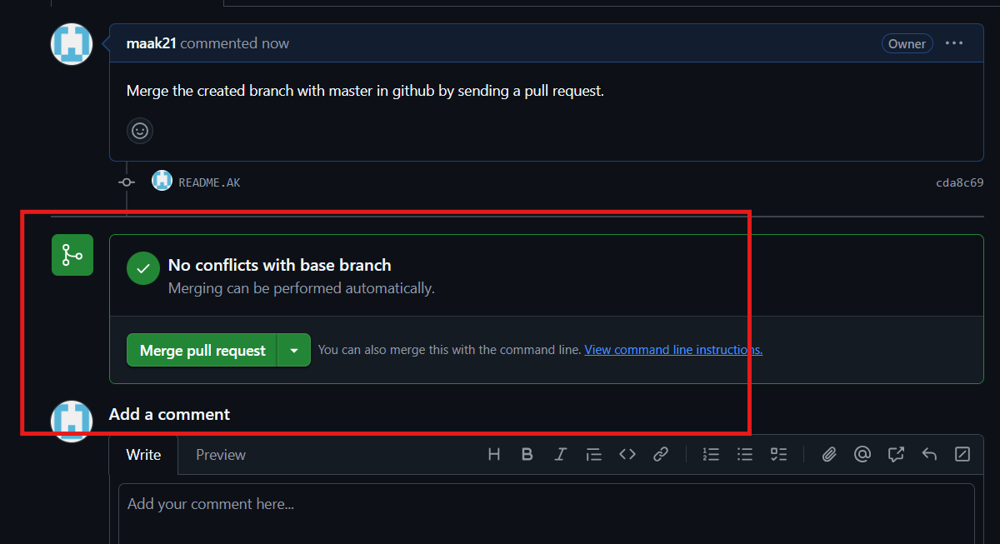 maak21 commented now
Owner
Merge the created branch with master in github by sending a pull request.
README.AK
cda8c69
No conflicts with base branch
Merging can be performed automatically.
Merge pull request
You can also merge this with the command line. View command line instructions.
Add a comment
Write
Preview
Add your comment here...